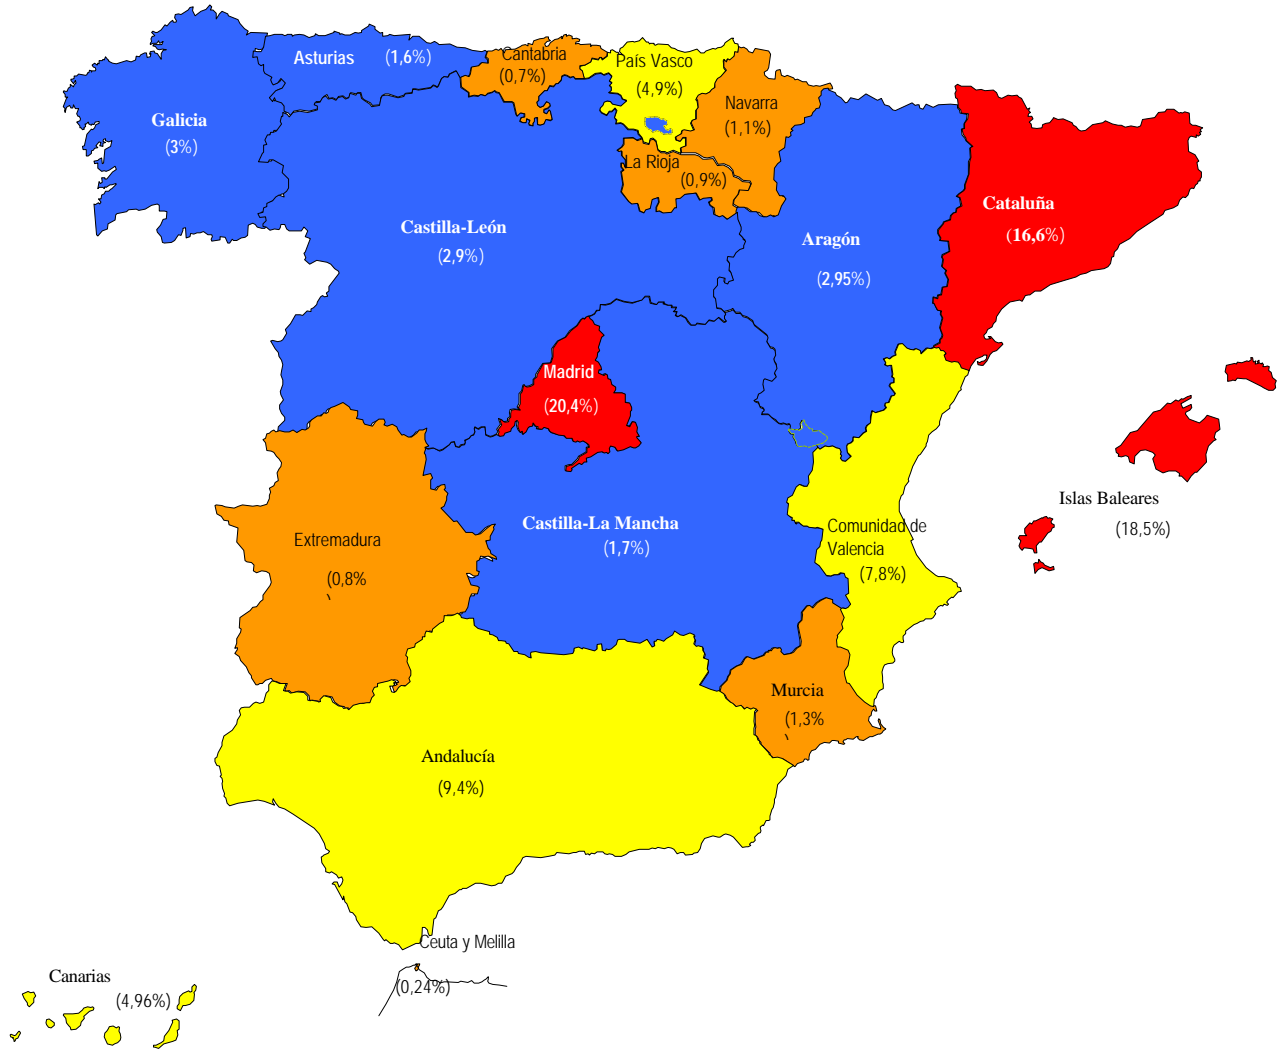 Asturias (1,6%)
Cantabria
(0,7%)
País Vasco
(4,9%)
Navarra
(1,1%)
Galicia
(3%)
La Rioja (0,9%)
Cataluña
(16,6%)
Castilla-León
(2,9%)
Aragón
(2,95%)
Madrid
(20,4%)
Islas Baleares
(18,5%)
Castilla-La Mancha
(1,7%)
Comunidad de
Valencia
(7,8%)
Extremadura
(0,8%
Murcia
(1,3%
Andalucía
(9,4%)
Ceuta y Melilla
(0,24%)
Canarias
(4,96%)